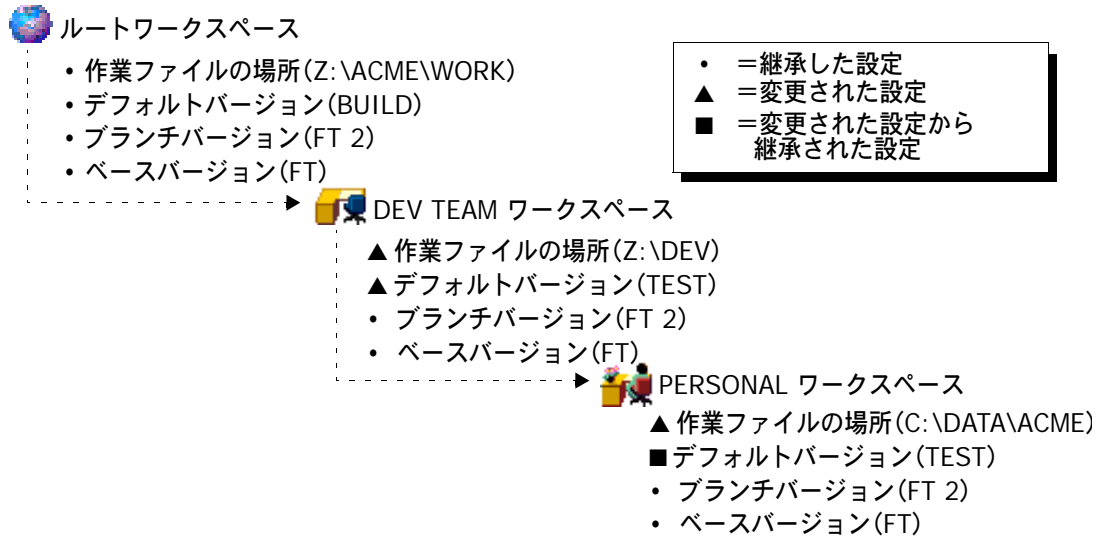 ルートワークスペース
• 作業ファイルの場所(Z:\ACME\WORK)
• デフォルトバージョン(BUILD)
• ブランチバージョン(FT 2)
• ベースバージョン(FT)
• =継承した設定
▲ =変更された設定
■ =変更された設定から
継承された設定
DEV TEAM ワークスペース
▲ 作業ファイルの場所(Z:\DEV)
▲ デフォルトバージョン(TEST)
• ブランチバージョン(FT 2)
• ベースバージョン(FT)
PERSONAL ワークスペース
▲ 作業ファイルの場所(C:\DATA\ACME)
■ デフォルトバージョン(TEST)
• ブランチバージョン(FT 2)
• ベースバージョン(FT)